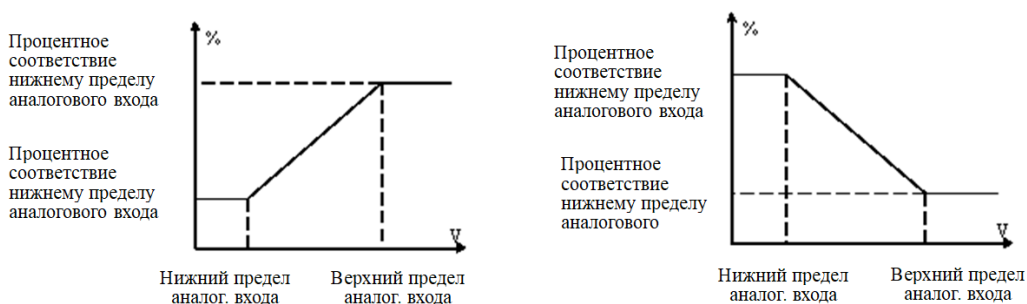 %
Процентное
соответствие
нижнему пределу
аналогового входа
Процентное
соответствие
нижнему пределу
аналогового входа
V
Нижний предел
аналог. входа
Верхний предел
аналог. входа
%
Процентное
соответствие
нижнему пределу
аналогового входа
Процентное
соответствие
нижнему пределу
аналогового
V
Нижний предел
аналог. входа
Верхний предел
аналог. входа